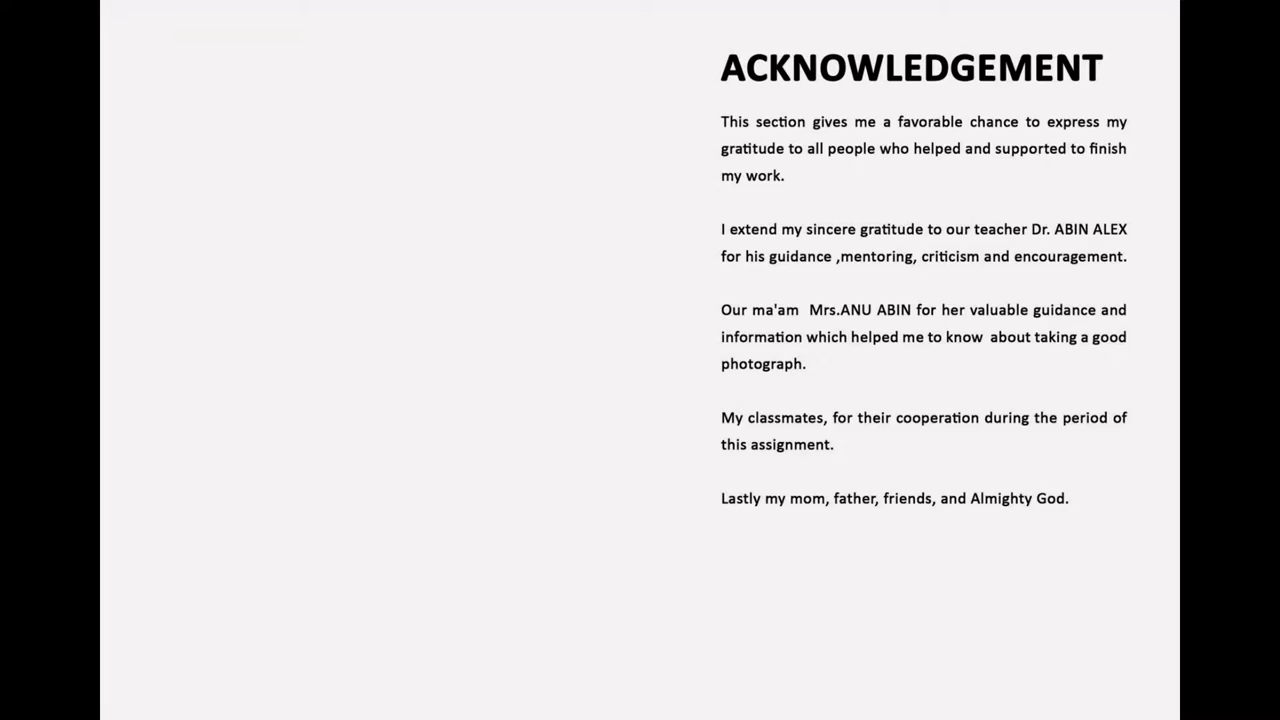 ACKNOWLEDGEMENT
This section gives me a favorable chance to express my
gratitude to all people who helped and supported to finish
my work.
I extend my sincere gratitude to our teacher Dr. ABIN ALEX
for his guidance ,mentoring, criticism and encouragement.
Our ma'am  Mrs.ANU ABIN for her valuable guidance and
information which helped me to know  about taking a good
photograph.
My classmates, for their cooperation during the period of
this assignment.
Lastly my mom, father, friends, and Almighty God.